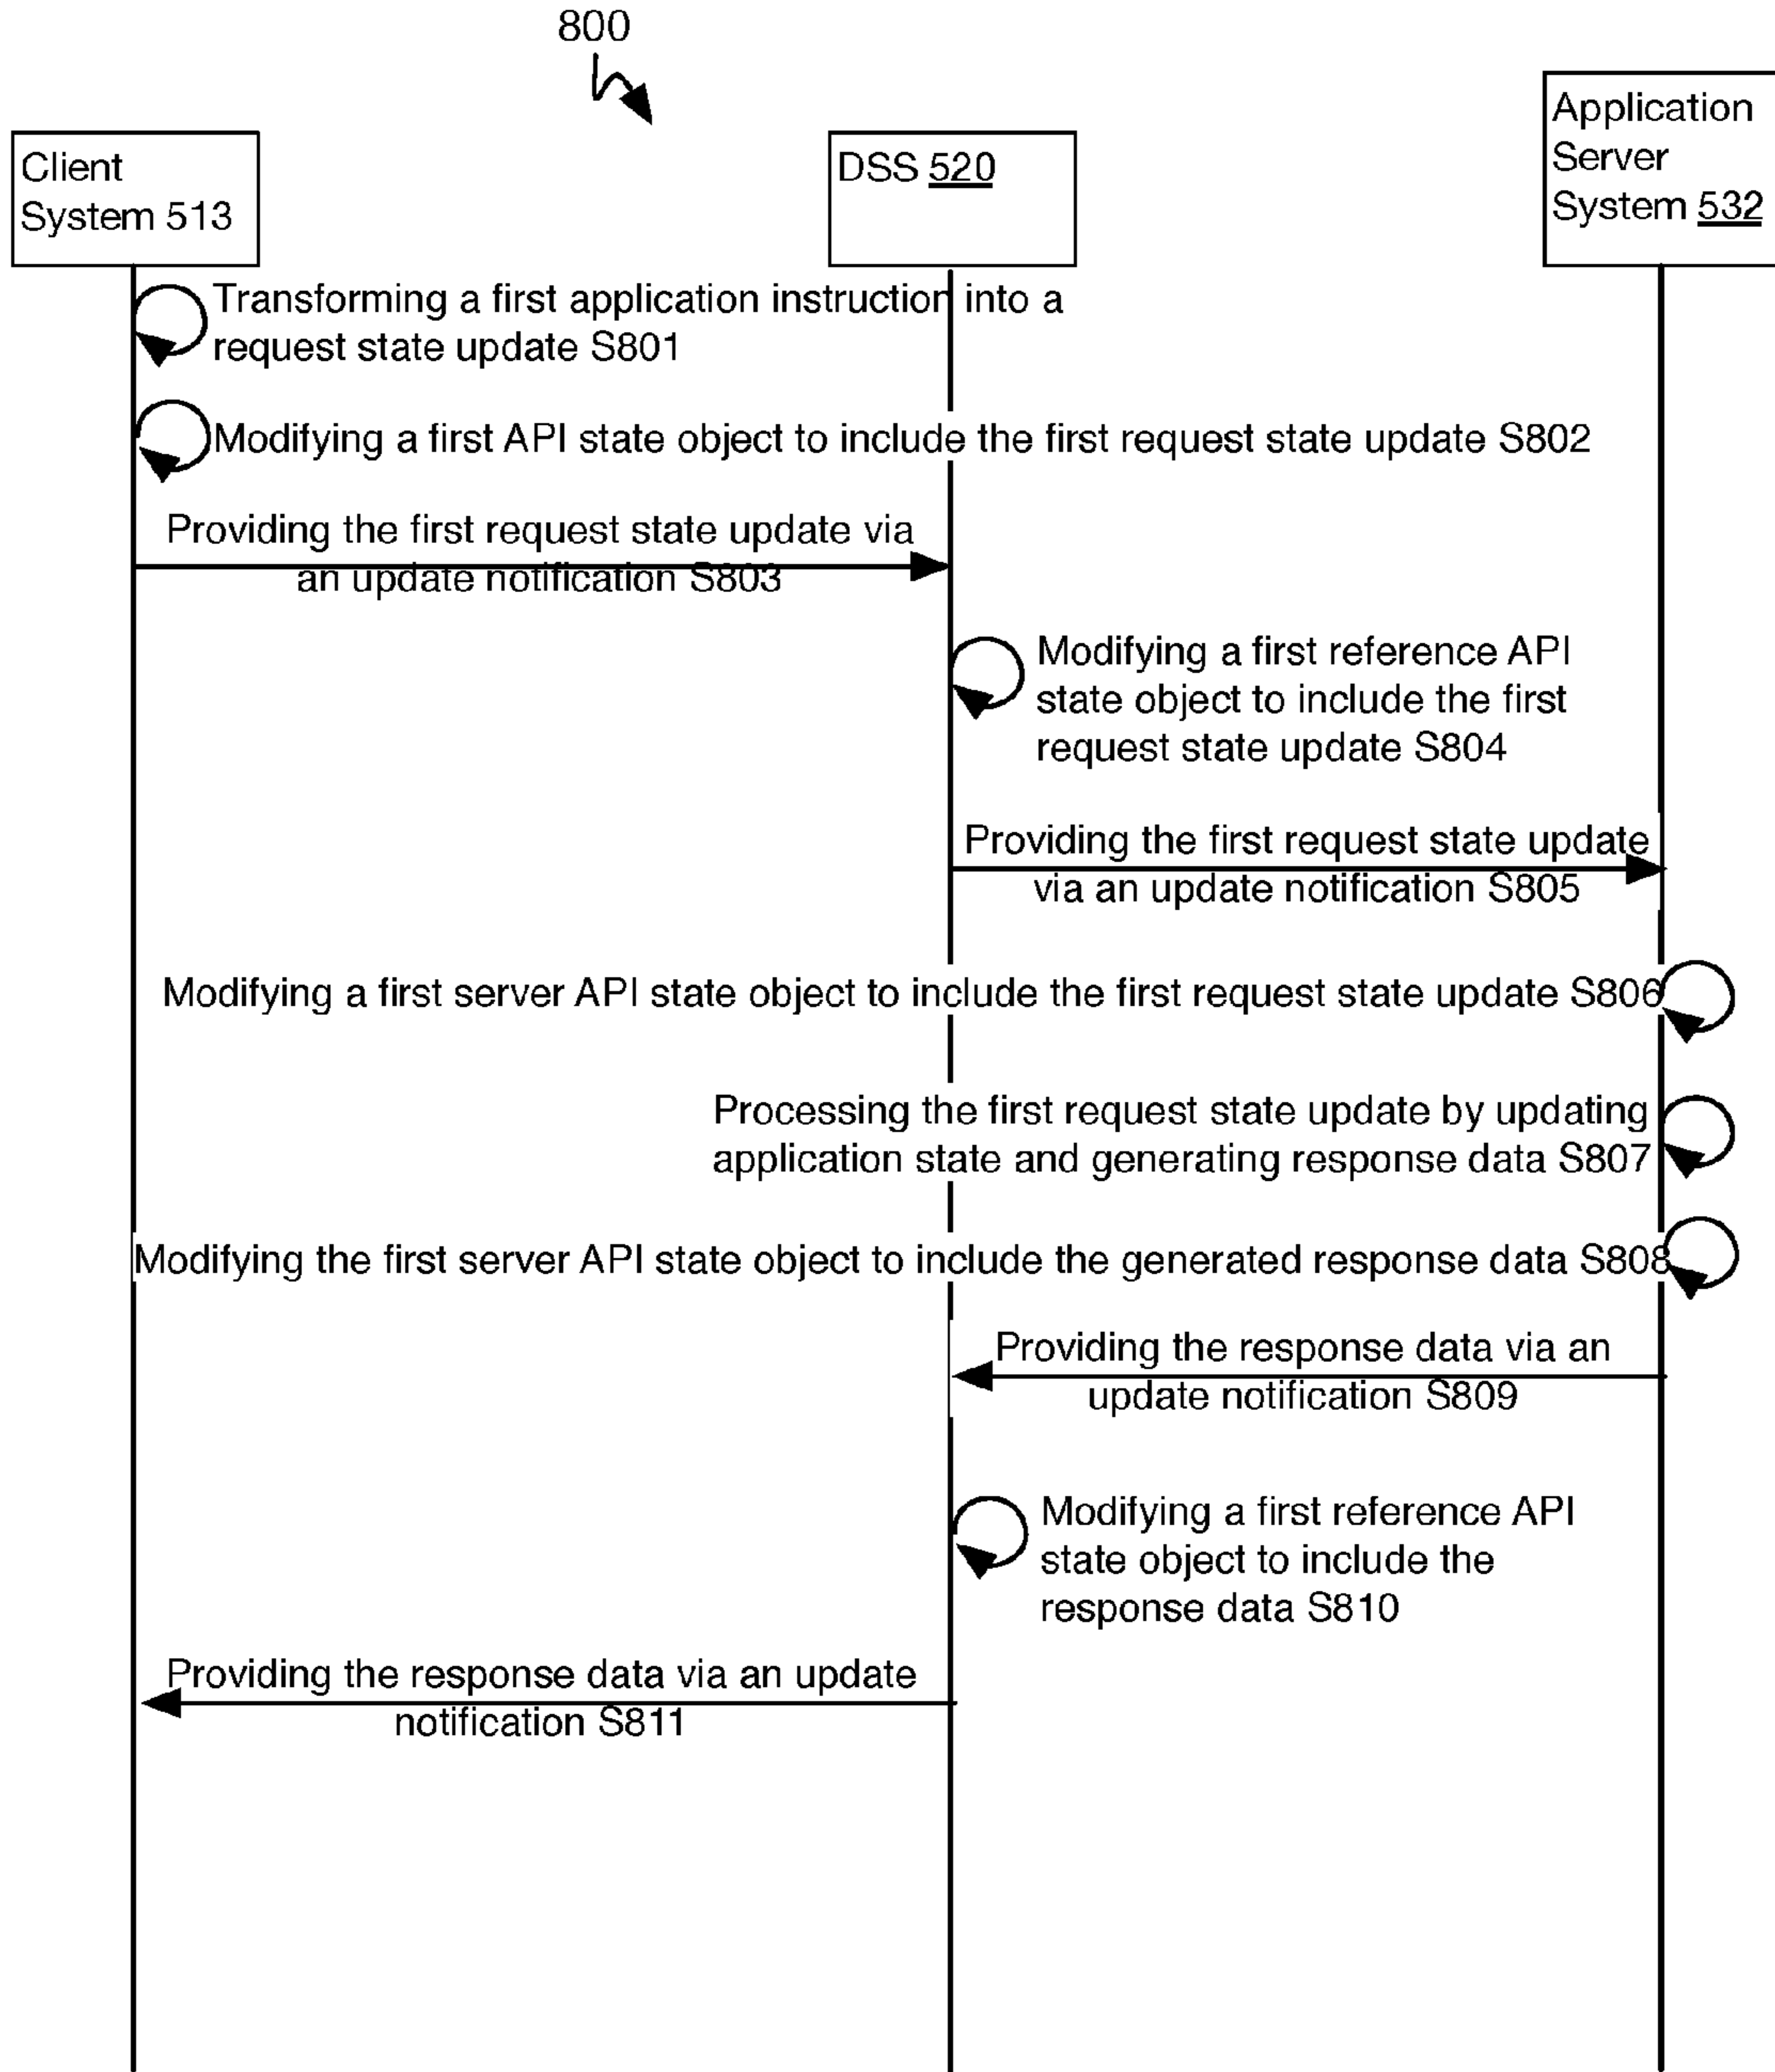 800
Client
System 513
DSS 520
Application
Server
System 532
Transforming a first application instruction into a
request state update S801
Modifying a first API state object to include the first request state update S802
Providing the first request state update via
an update notification S803
Modifying a first reference API
state object to include the first
request state update S804
Providing the first request state update
via an update notification S805
Modifying a first server API state object to include the first request state update S806
Processing the first request state update by updating
application state and generating response data S807
Modifying the first server API state object to include the generated response data S808
Providing the response data via an
update notification S809
Modifying a first reference API
state object to include the
response data S810
Providing the response data via an update
notification S811